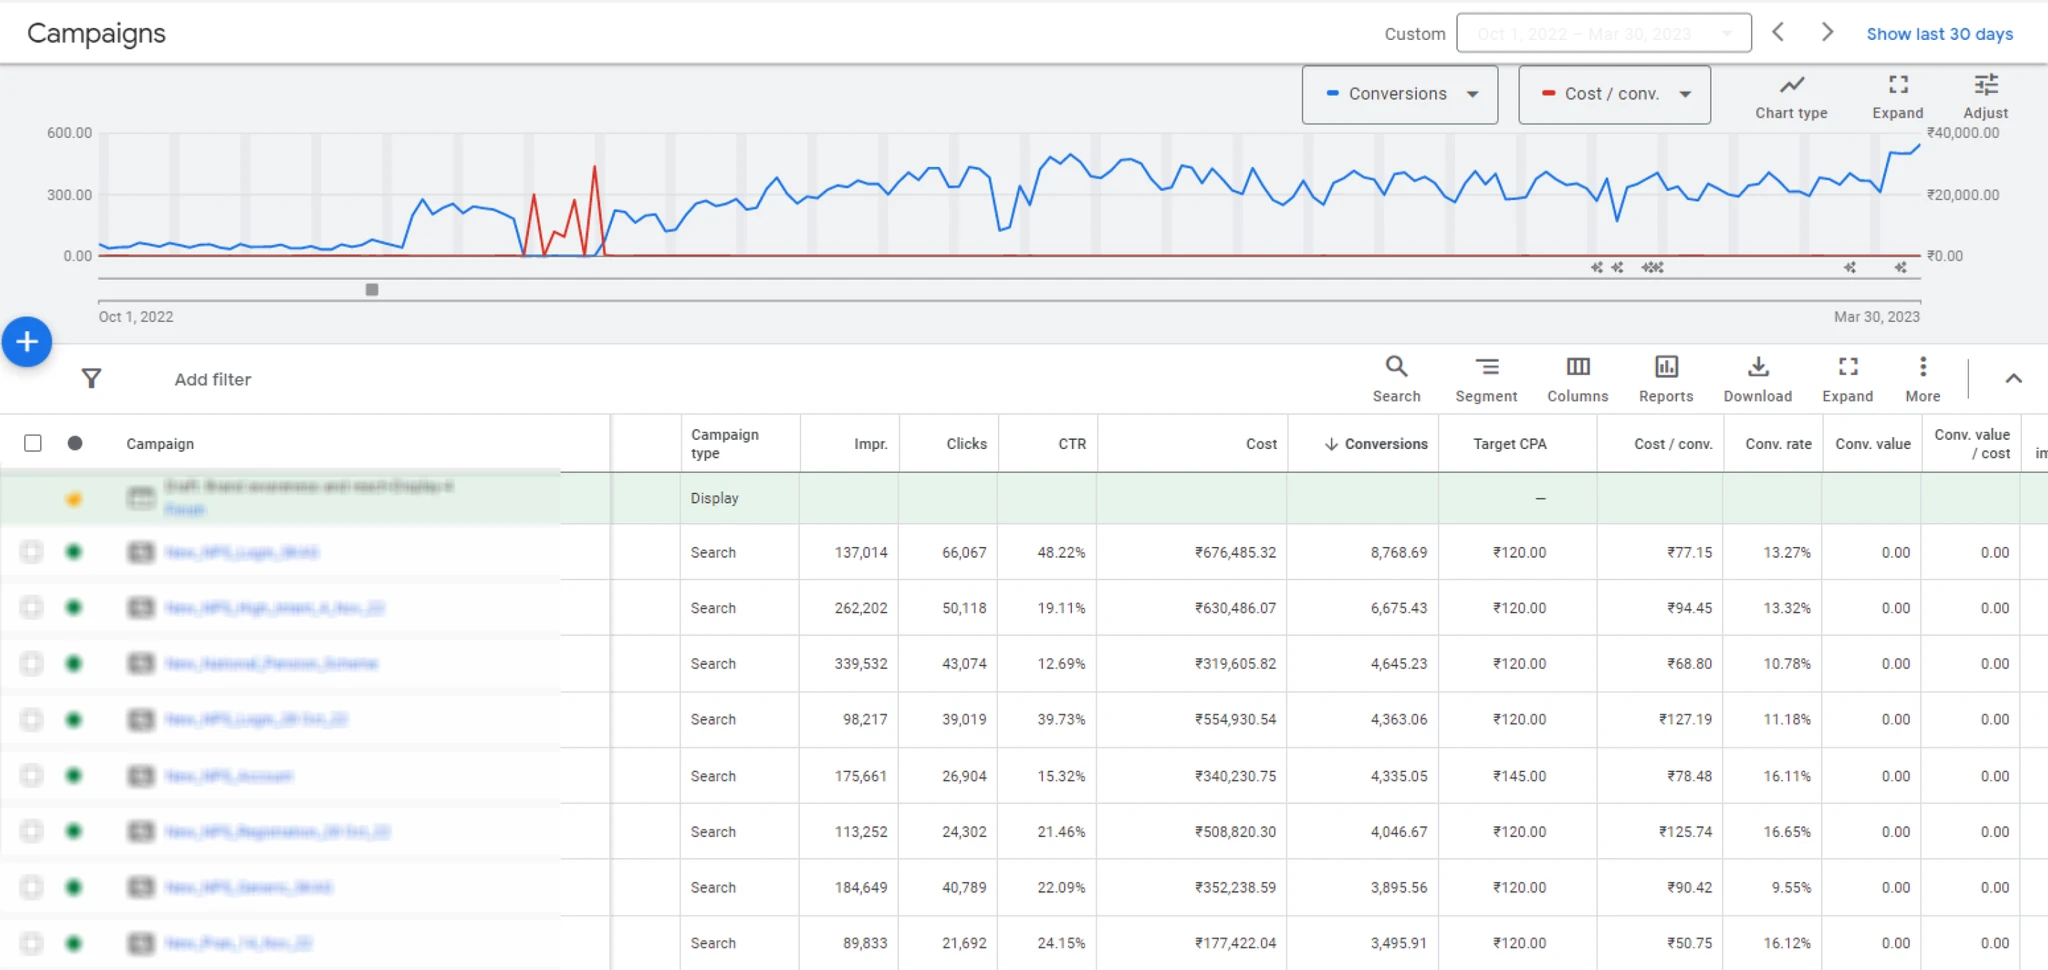 Campaigns
Custom Oct 1, 2022 – Mar 30, 2023 Show last 30 days
Conversions Cost / conv. Chart type Expand Adjust
600.00 ₹40,000.00
300.00 ₹20,000.00
0.00 ₹0.00
Oct 1, 2022 Mar 30, 2023
Add filter Search Segment Columns Reports Download Expand More
Campaign Campaign type Impr. Clicks CTR Cost Conversions Target CPA Cost / conv. Conv. rate Conv. value Conv. value / cost
Display —
Search 137,014 66,067 48.22% ₹676,485.32 8,768.69 ₹120.00 ₹77.15 13.27% 0.00 0.00
Search 262,202 50,118 19.11% ₹630,486.07 6,675.43 ₹120.00 ₹94.45 13.32% 0.00 0.00
Search 339,532 43,074 12.69% ₹319,605.82 4,645.23 ₹120.00 ₹68.80 10.78% 0.00 0.00
Search 98,217 39,019 39.73% ₹554,930.54 4,363.06 ₹120.00 ₹127.19 11.18% 0.00 0.00
Search 175,661 26,904 15.32% ₹340,230.75 4,335.05 ₹145.00 ₹78.48 16.11% 0.00 0.00
Search 113,252 24,302 21.46% ₹508,820.30 4,046.67 ₹120.00 ₹125.74 16.65% 0.00 0.00
Search 184,649 40,789 22.09% ₹352,238.59 3,895.56 ₹120.00 ₹90.42 9.55% 0.00 0.00
Search 89,833 21,692 24.15% ₹177,422.04 3,495.91 ₹120.00 ₹50.75 16.12% 0.00 0.00